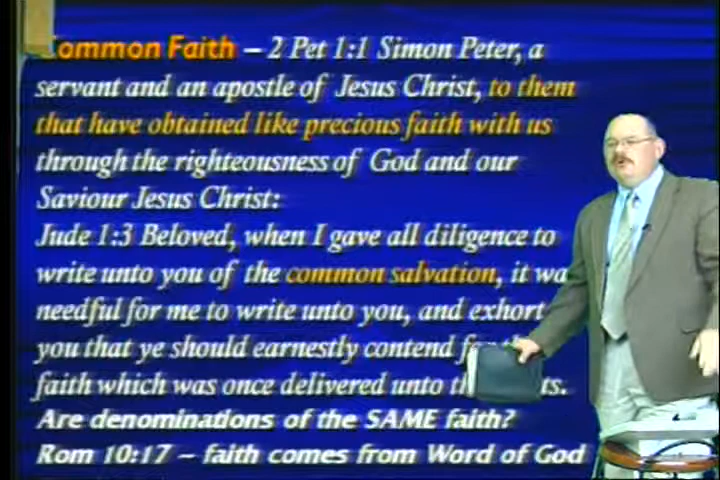 Common Faith – 2 Pet 1:1 Simon Peter, a
servant and an apostle of Jesus Christ, to them
that have obtained like precious faith with us
through the righteousness of God and our
Saviour Jesus Christ:
Jude 1:3 Beloved, when I gave all diligence to
write unto you of the common salvation, it wa
needful for me to write unto you, and exhort
you that ye should earnestly contend f
faith which was once delivered unto th ts.
Are denominations of the SAME faith?
Rom 10:17 – faith comes from Word of God